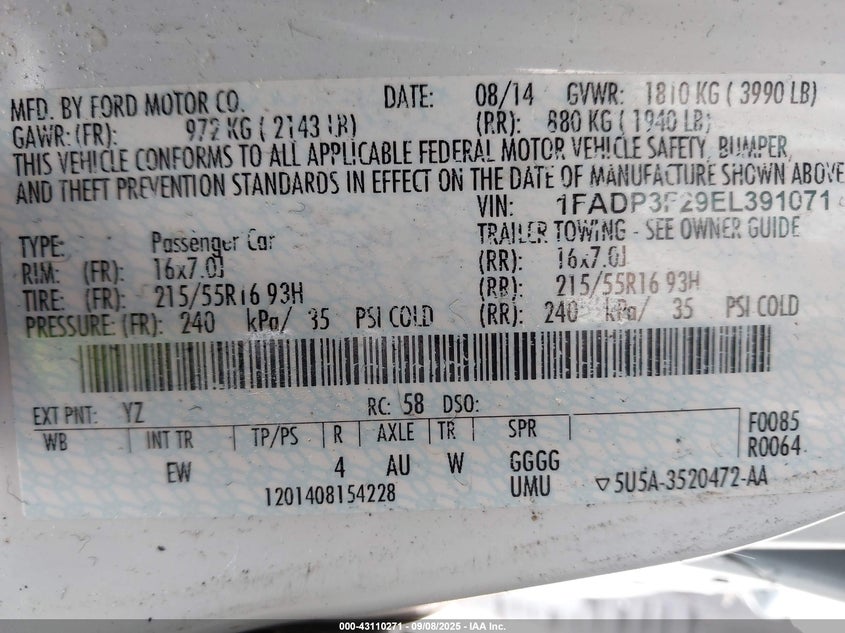 MFD. BY FORD MOTOR CO. DATE: 08/14 GVWR: 1810 KG ( 3990 LB)
GAWR: (FR): 972 KG ( 2143 LB) (RR): 880 KG ( 1940 LB)
THIS VEHICLE CONFORMS TO ALL APPLICABLE FEDERAL MOTOR VEHICLE SAFETY, BUMPER,
AND THEFT PREVENTION STANDARDS IN EFFECT ON THE DATE OF MANUFACTURE SHOWN ABOVE
VIN: 1FADP3F29EL391071
TYPE: Passenger Car TRAILER TOWING - SEE OWNER GUIDE
RIM: (FR): 16x7.0J (RR): 16x7.0J
TIRE: (FR): 215/55R16 93H (RR): 215/55R16 93H
PRESSURE: (FR): 240 kPa/ 35 PSI COLD (RR): 240 kPa/ 35 PSI COLD
EXT PNT: YZ RC: 58 DSO:
WB INT TR TP/PS R AXLE TR SPR F0085
R0064
EW 4 AU W GGGG
1201408154228 UMU ▽5U5A-3520472-AA
000-43110271 - 09/08/2025 - IAA Inc.